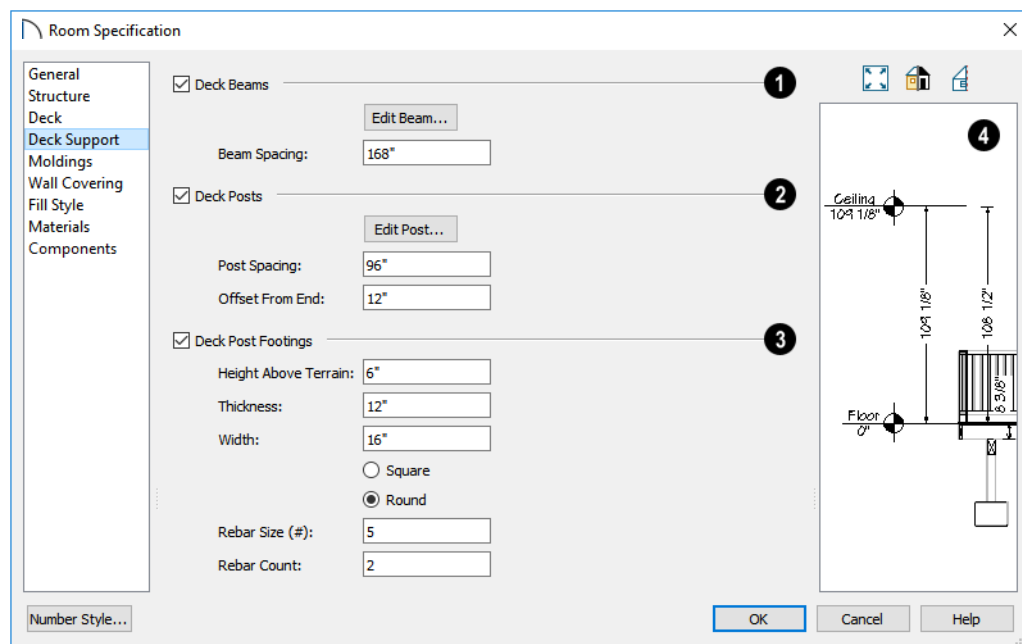 Room Specification
General
Structure
Deck
Deck Support
Moldings
Wall Covering
Fill Style
Materials
Components
Deck Beams
1
Edit Beam...
Beam Spacing: 168"
Deck Posts
2
Edit Post...
Post Spacing: 96"
Offset From End: 12"
Deck Post Footings
3
Height Above Terrain: 6"
Thickness: 12"
Width: 16"
Square
Round
Rebar Size (#): 5
Rebar Count: 2
4
Ceiling
109 1/8"
109 1/8"
108 1/2"
8 3/8"
Floor
0"
Number Style...
OK
Cancel
Help